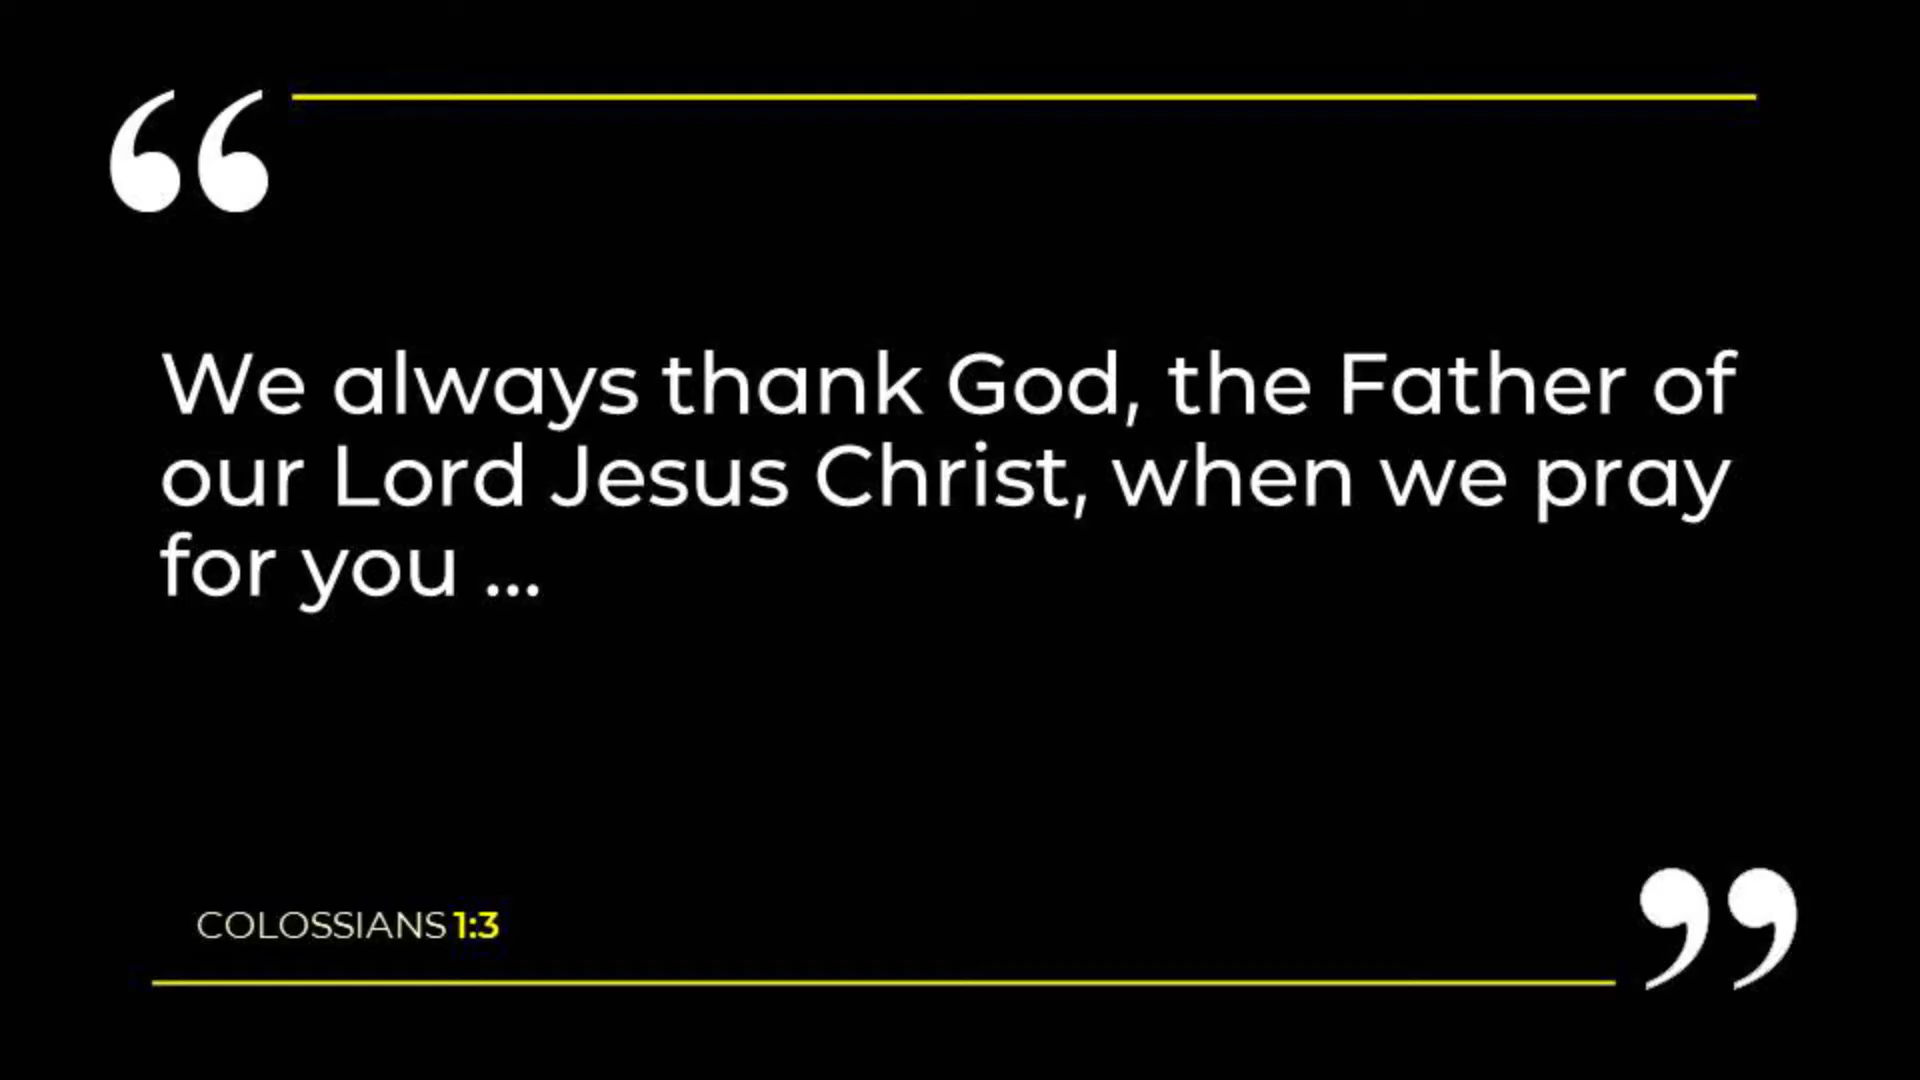 “
We always thank God, the Father of
our Lord Jesus Christ, when we pray
for you ...
COLOSSIANS 1:3
”